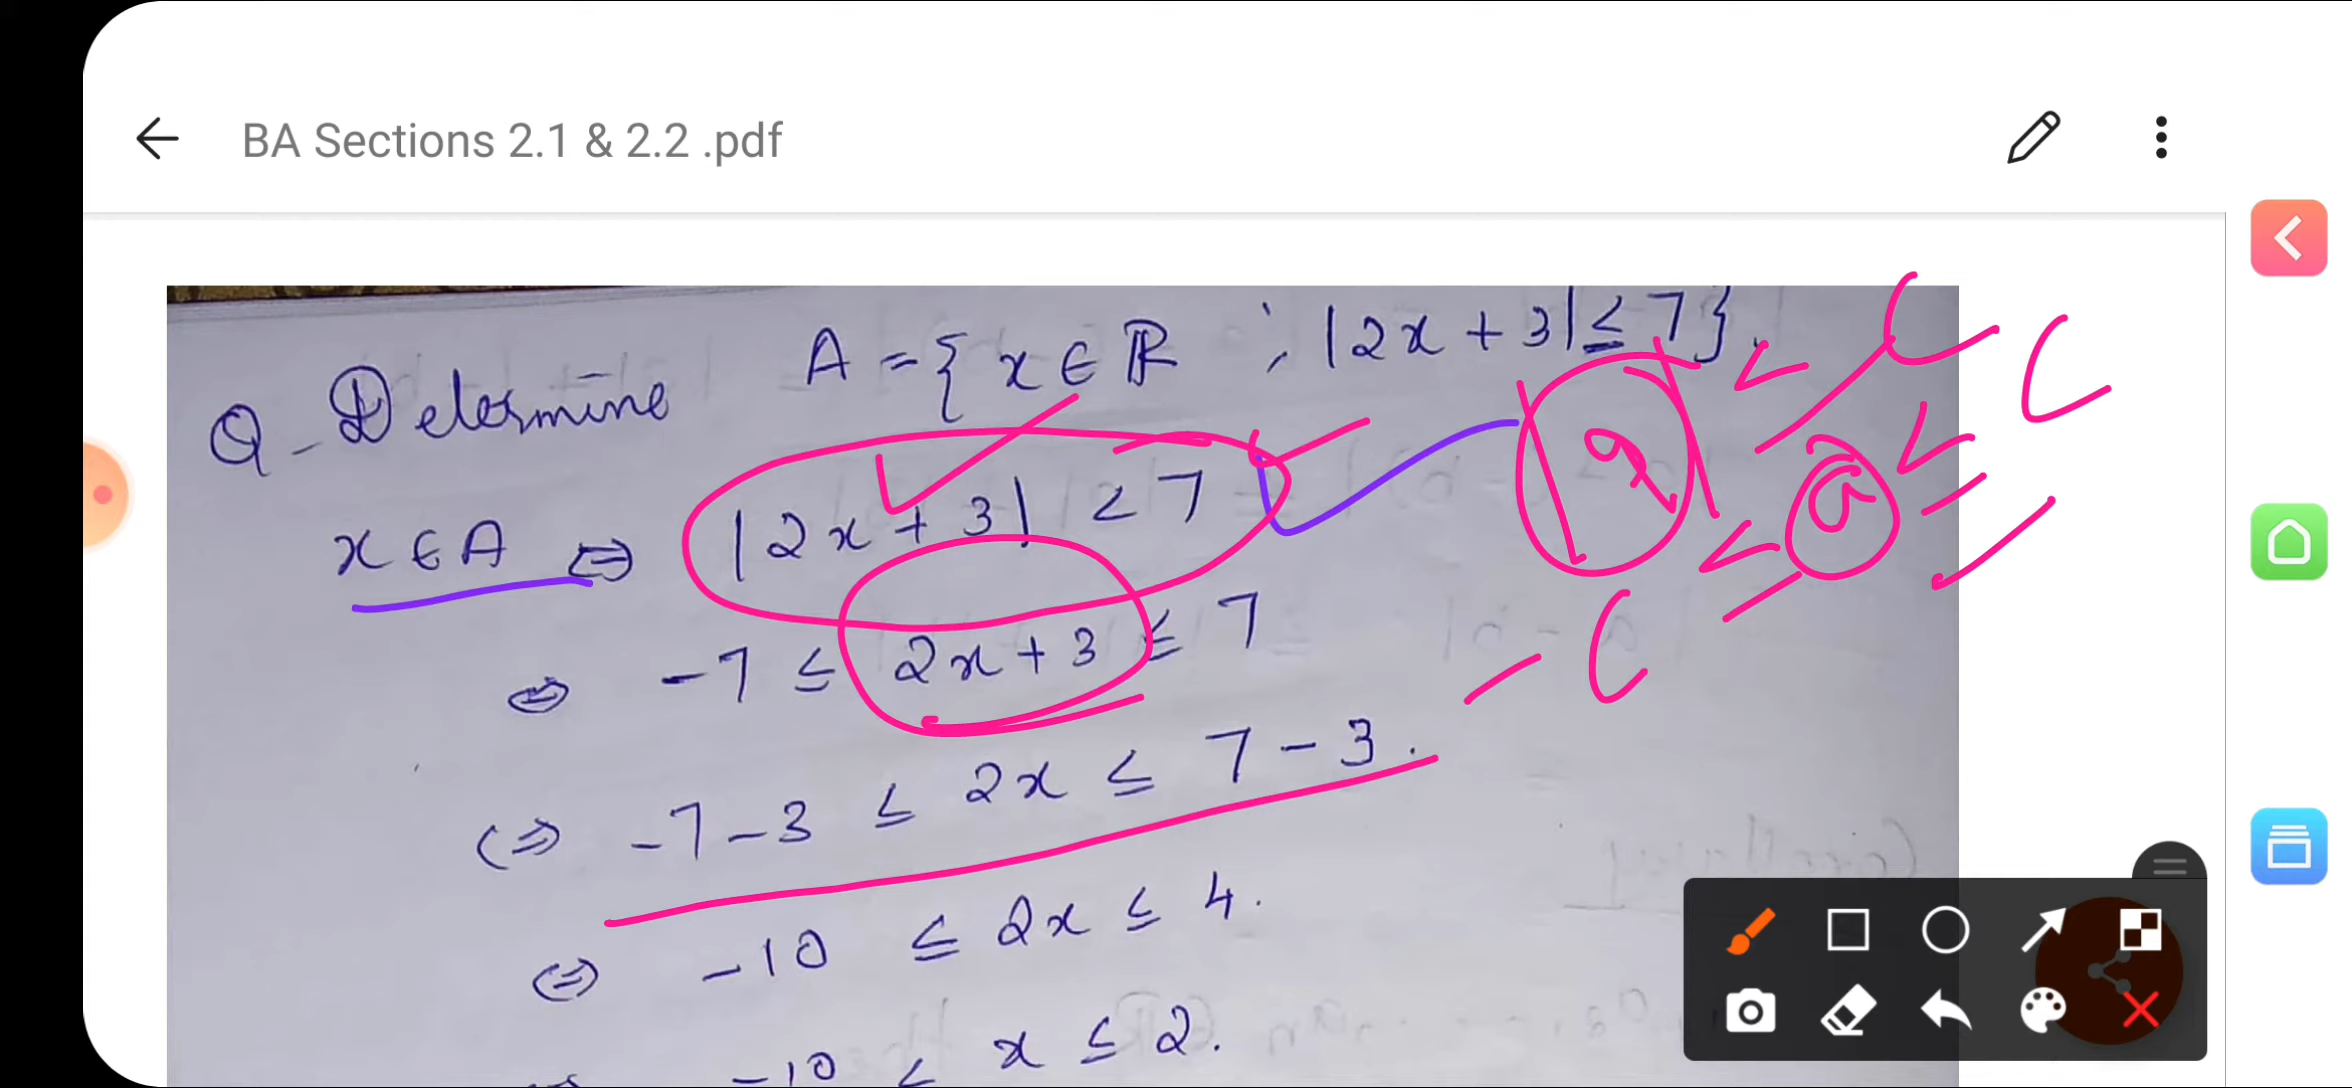 BA Sections 2.1 & 2.2 .pdf
Q - Determine A = { x ∈ ℝ ; |2x + 3| ≤ 7 }.
x ∈ A ⇔ |2x + 3| < 7
⇔ -7 ≤ 2x + 3 ≤ 7
⇔ -7 - 3 ≤ 2x ≤ 7 - 3.
⇔ -10 ≤ 2x ≤ 4.
-10 ≤ x ≤ 2.
|a| ≤ c
-c ≤ a ≤ c